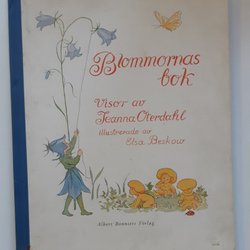 Blommornas
bok
Visor av
Jeanna Oterdahl
illustrerade av
Elsa Beskow
Albert Bonniers Förlag